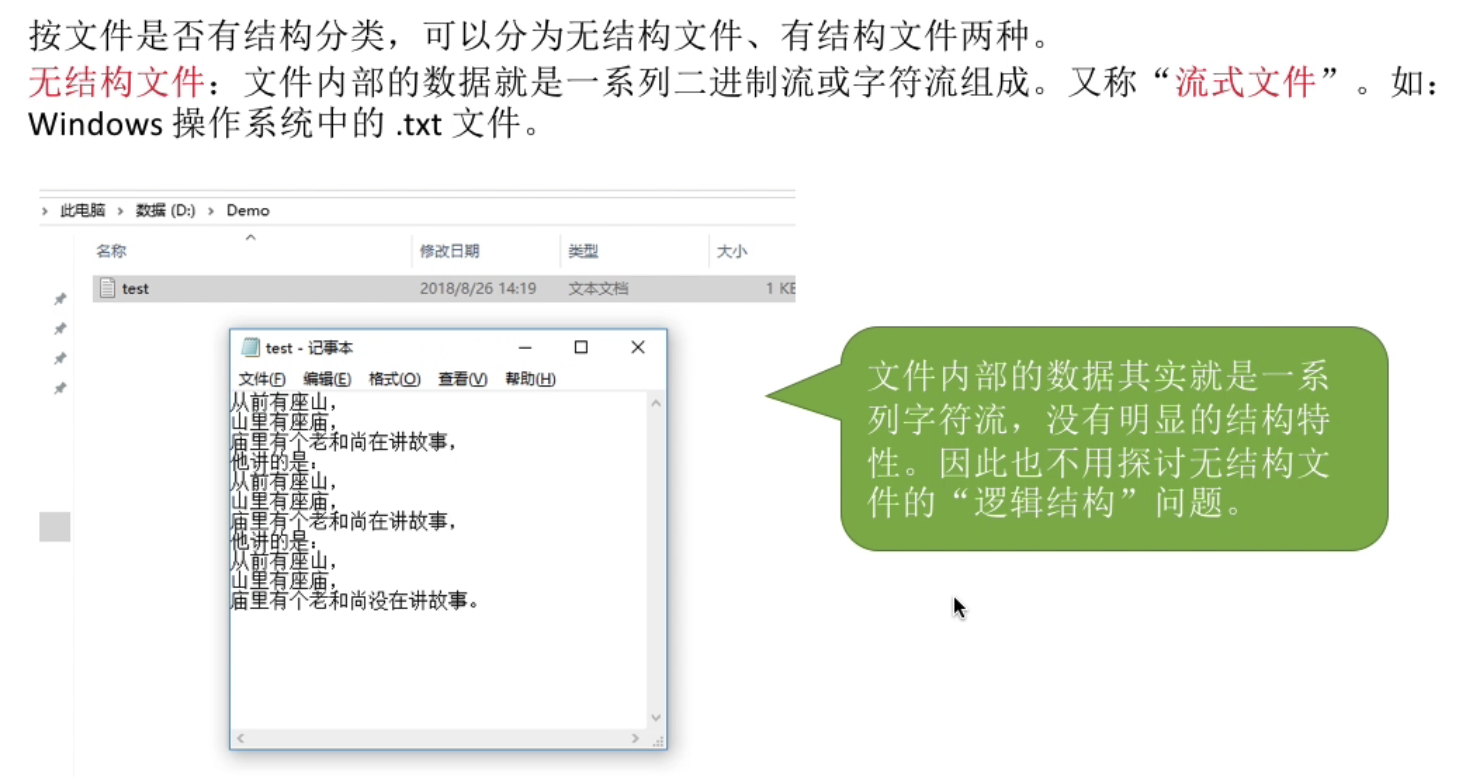 按文件是否有结构分类，可以分为无结构文件、有结构文件两种。
无结构文件：文件内部的数据就是一系列二进制流或字符流组成。又称“流式文件”。如：
Windows 操作系统中的 .txt 文件。
› 此电脑 › 数据 (D:) › Demo
名称 修改日期 类型 大小
test 2018/8/26 14:19 文本文档 1 KB
test - 记事本
文件(F) 编辑(E) 格式(O) 查看(V) 帮助(H)
从前有座山，
山里有座庙，
庙里有个老和尚在讲故事，
他讲的是：
从前有座山，
山里有座庙，
庙里有个老和尚在讲故事，
他讲的是：
从前有座山，
山里有座庙，
庙里有个老和尚没在讲故事。
文件内部的数据其实就是一系
列字符流，没有明显的结构特
性。因此也不用探讨无结构文
件的“逻辑结构”问题。